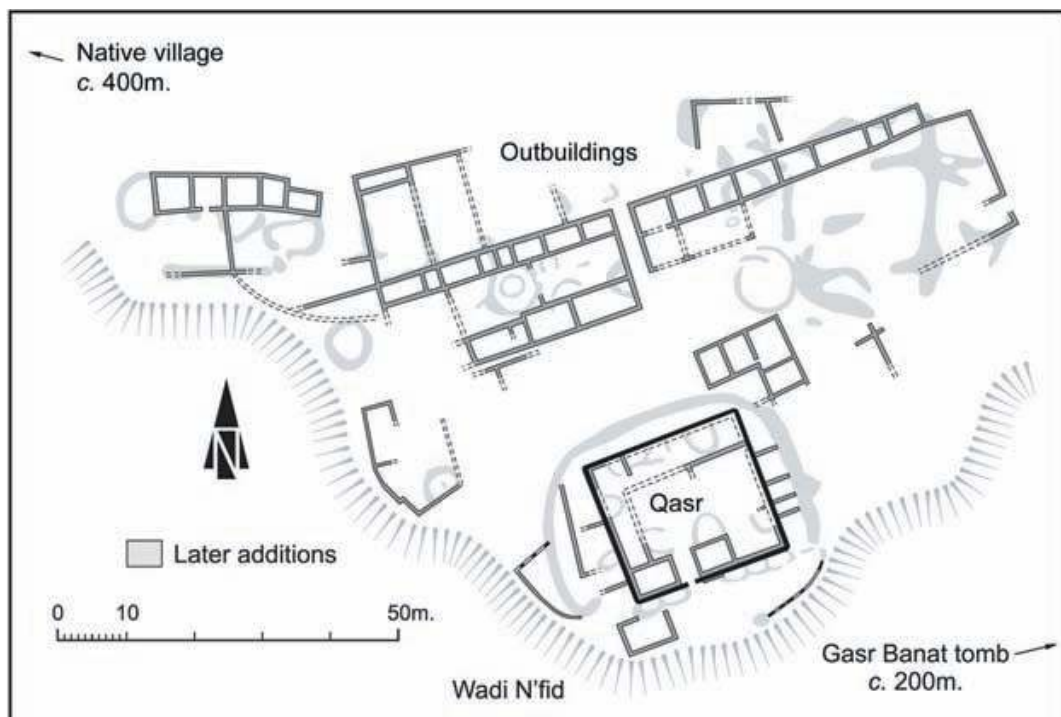 Native village
c. 400m.
Outbuildings
N
Qasr
Later additions
0 10 50m.
Gasr Banat tomb
c. 200m.
Wadi N'fid